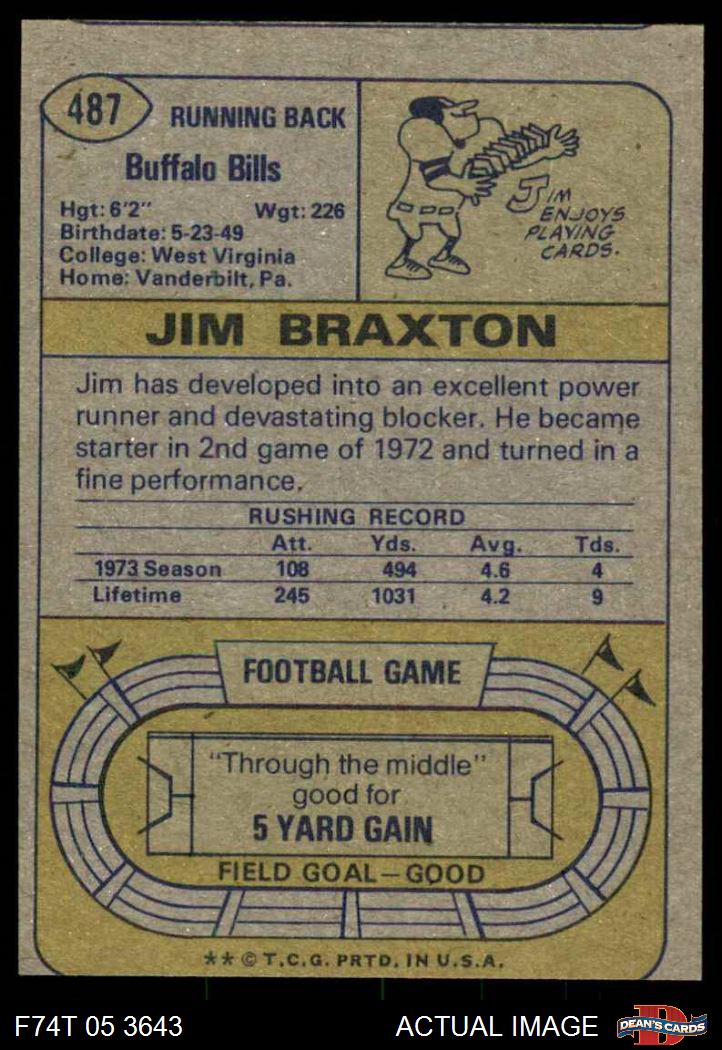 487
RUNNING BACK
Buffalo Bills
Hgt: 6'2" Wgt: 226
Birthdate: 5-23-49
College: West Virginia
Home: Vanderbilt, Pa.
JIM
ENJOYS
PLAYING
CARDS.
JIM BRAXTON
Jim has developed into an excellent power
runner and devastating blocker. He became
starter in 2nd game of 1972 and turned in a
fine performance.
RUSHING RECORD
Att. Yds. Avg. Tds.
1973 Season 108 494 4.6 4
Lifetime 245 1031 4.2 9
FOOTBALL GAME
"Through the middle"
good for
5 YARD GAIN
FIELD GOAL—GOOD
** © T.C.G. PRTD. IN U.S.A.
F74T 05 3643 ACTUAL IMAGE
D
DEAN'S CARDS